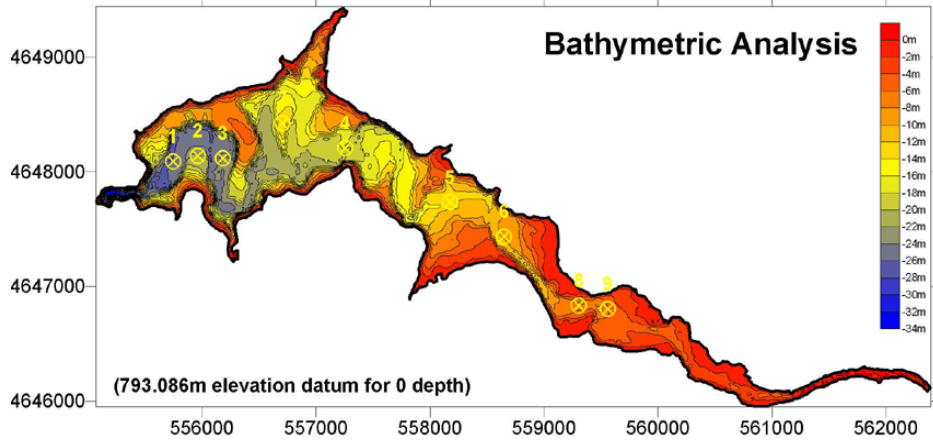 Bathymetric Analysis
4649000
4648000
4647000
4646000
0m
-2m
-4m
-6m
-8m
-10m
-12m
-14m
-16m
-18m
-20m
-22m
-24m
-26m
-28m
-30m
-32m
-34m
1 2 3 4 5 6 8 9
(793.086m elevation datum for 0 depth)
556000 557000 558000 559000 560000 561000 562000